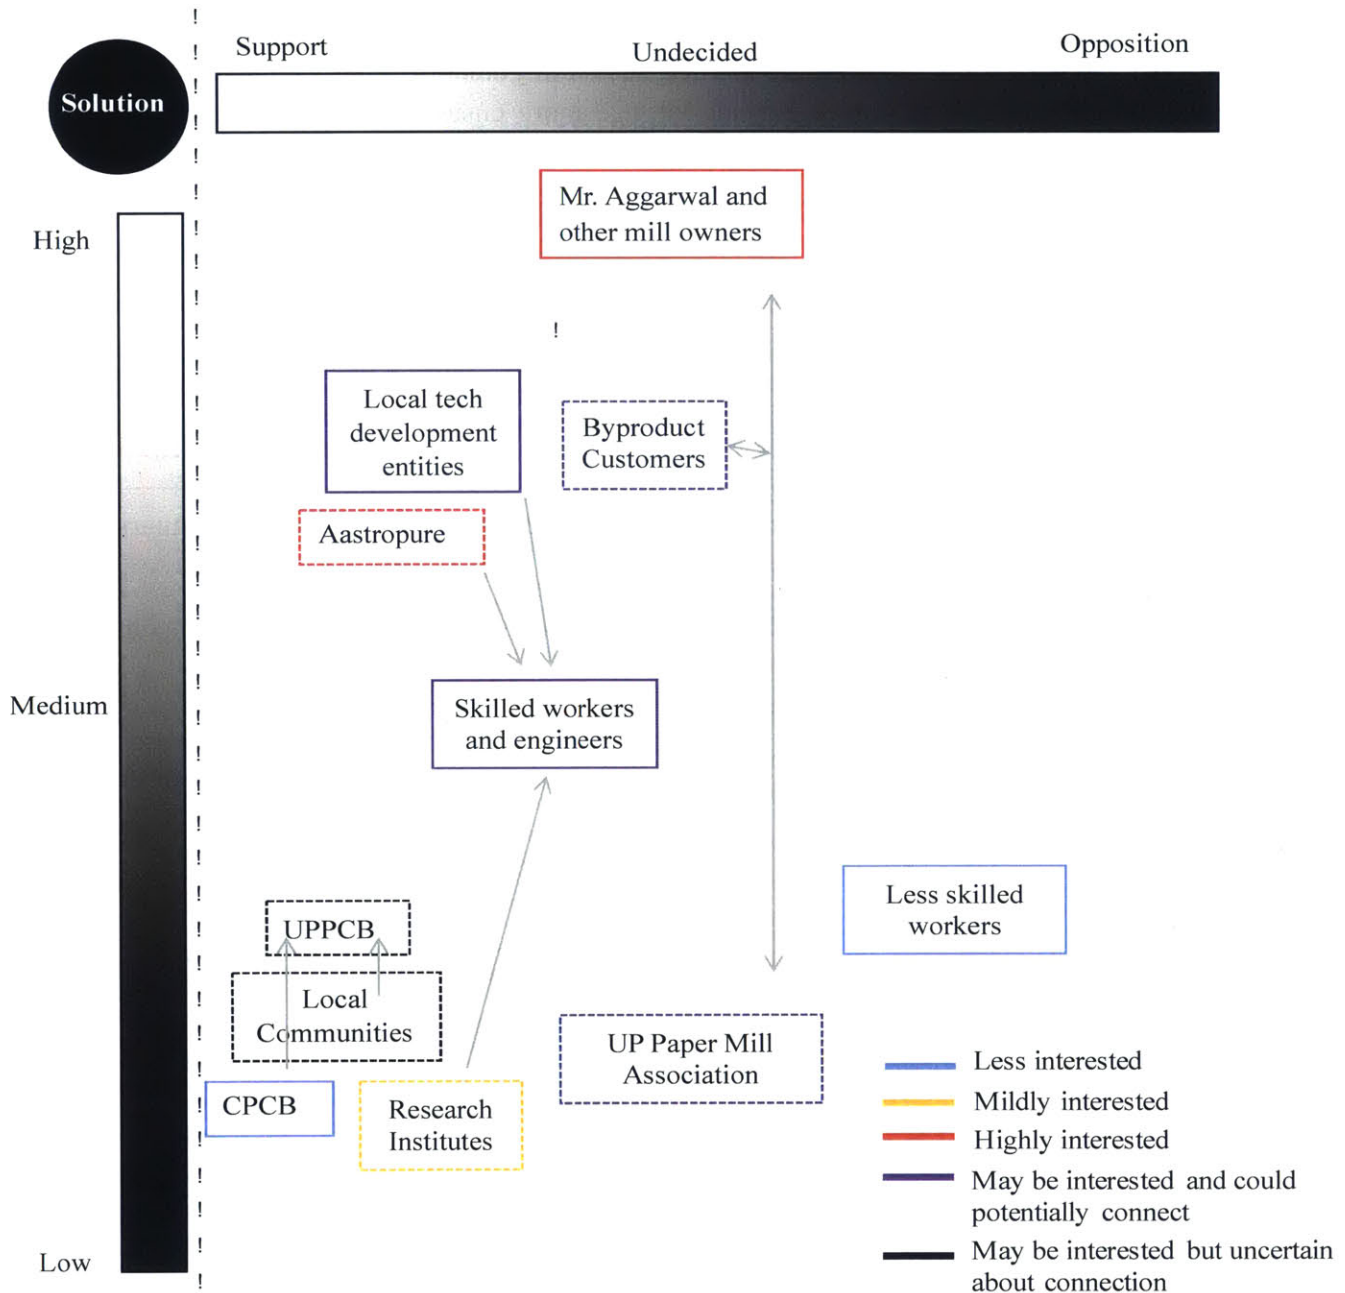 Support
Undecided
Opposition
Solution
Mr. Aggarwal and
other mill owners
High
Local tech
development
entities
Byproduct
Customers
Aastropure
Skilled workers
and engineers
Medium
Less skilled
workers
UPPCB
Local
Communities
UP Paper Mill
Association
CPCB
Research
Institutes
Less interested
Mildly interested
Highly interested
May be interested and could
potentially connect
May be interested but uncertain
about connection
Low